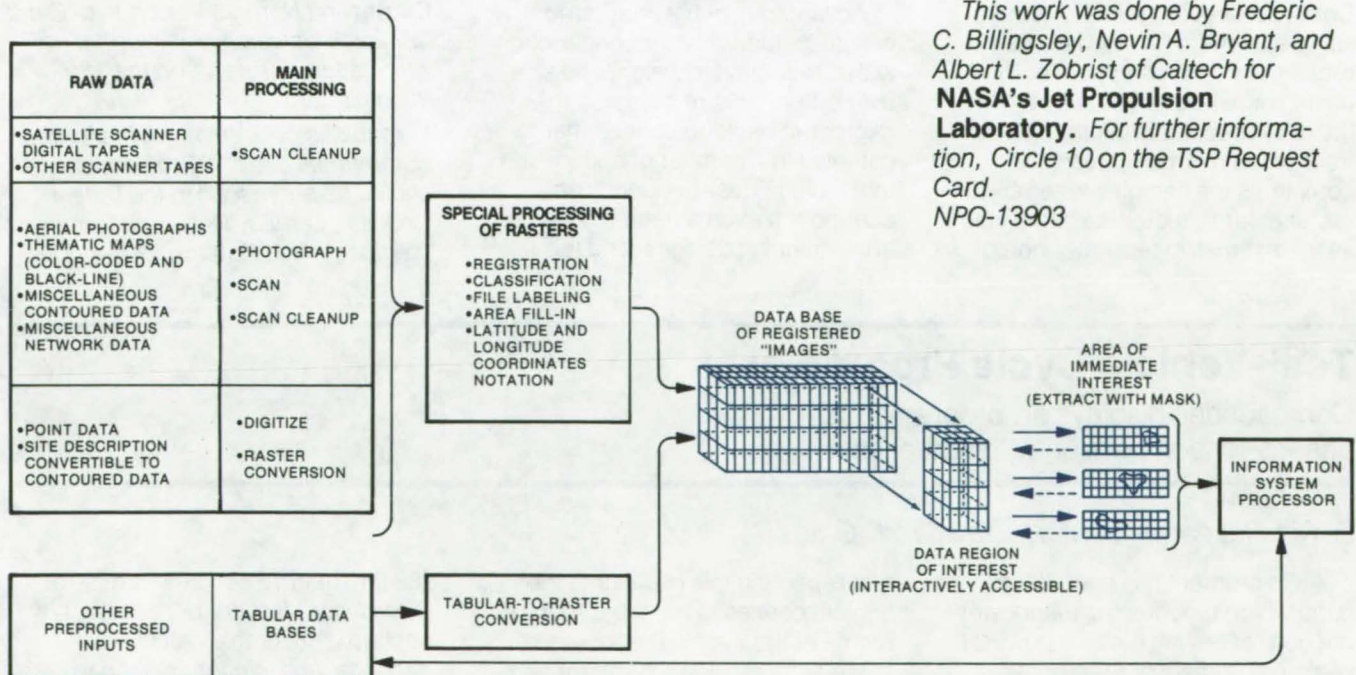 This work was done by Frederic
C. Billingsley, Nevin A. Bryant, and
Albert L. Zobrist of Caltech for
NASA's Jet Propulsion
Laboratory. For further informa-
tion, Circle 10 on the TSP Request
Card.
NPO-13903
RAW DATA
MAIN
PROCESSING
•SATELLITE SCANNER
DIGITAL TAPES
•OTHER SCANNER TAPES
•SCAN CLEANUP
•AERIAL PHOTOGRAPHS
•THEMATIC MAPS
(COLOR-CODED AND
BLACK-LINE)
•MISCELLANEOUS
CONTOURED DATA
•MISCELLANEOUS
NETWORK DATA
•PHOTOGRAPH
•SCAN
•SCAN CLEANUP
•POINT DATA
•SITE DESCRIPTION
CONVERTIBLE TO
CONTOURED DATA
•DIGITIZE
•RASTER
CONVERSION
SPECIAL PROCESSING
OF RASTERS
•REGISTRATION
•CLASSIFICATION
•FILE LABELING
•AREA FILL-IN
•LATITUDE AND
LONGITUDE
COORDINATES
NOTATION
DATA BASE
OF REGISTERED
"IMAGES"
AREA OF
IMMEDIATE
INTEREST
(EXTRACT WITH MASK)
INFORMATION
SYSTEM
PROCESSOR
DATA REGION
OF INTEREST
(INTERACTIVELY ACCESSIBLE)
OTHER
PREPROCESSED
INPUTS
TABULAR DATA
BASES
TABULAR-TO-RASTER
CONVERSION